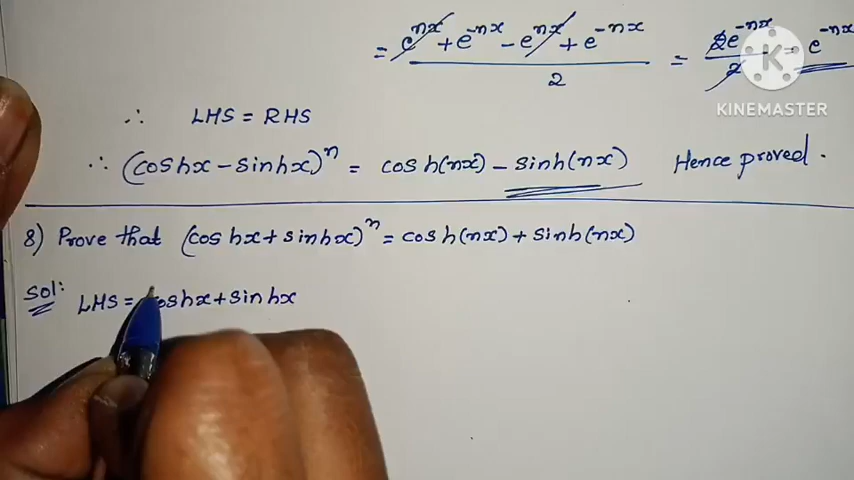 = e^nx + e^-nx - e^nx + e^-nx / 2 = 2e^-nx / 2 = e^-nx
KINEMASTER
∴ LHS = RHS
∴ (coshx - sinhx)^n = cosh(nx) - sinh(nx) Hence proved.
8) Prove that (coshx + sinhx)^n = cosh(nx) + sinh(nx)
Sol: LHS = coshx + sinhx